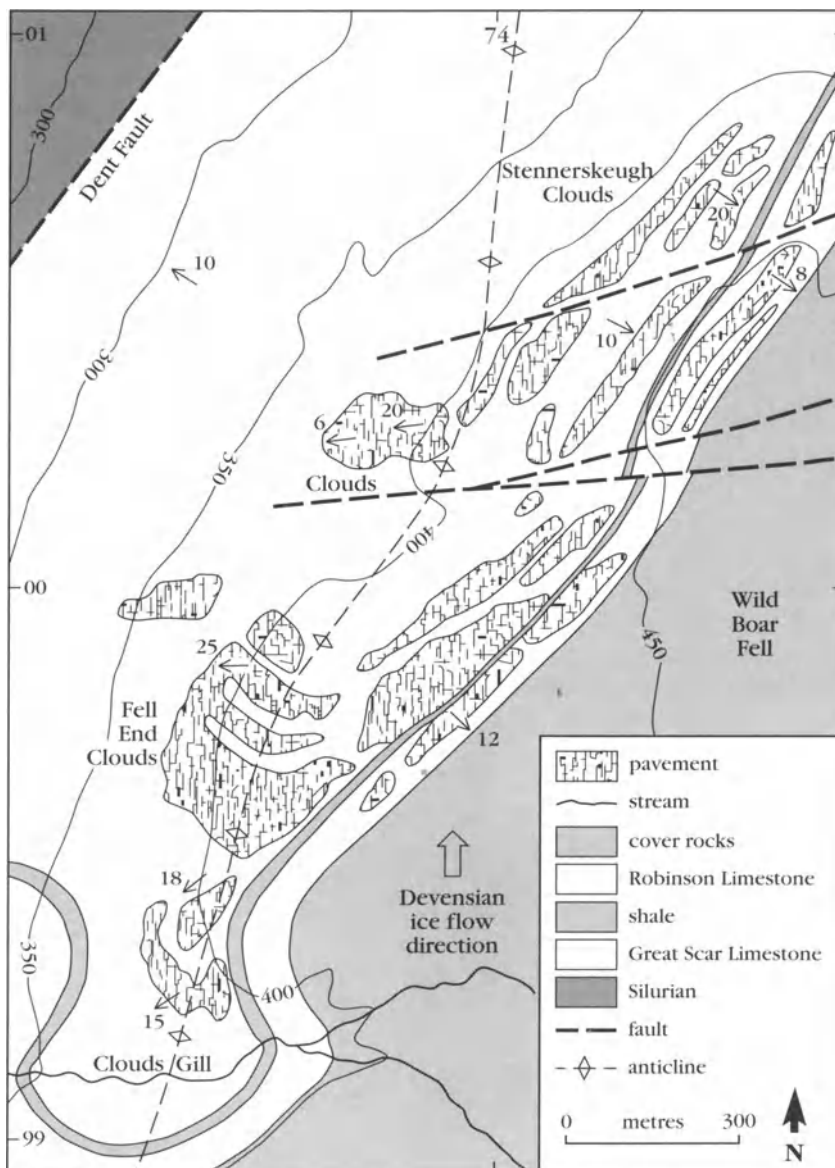 01
74
300
Dent Fault
Stennerskeugh
Clouds
20
10
8
10
300
20
6
350
Clouds
400
00
Wild
Boar
Fell
450
25
Fell
End
Clouds
12
18
Devensian
ice flow
direction
350
400
15
Clouds Gill
99
pavement
stream
cover rocks
Robinson Limestone
shale
Great Scar Limestone
Silurian
fault
anticline
0 metres 300
N